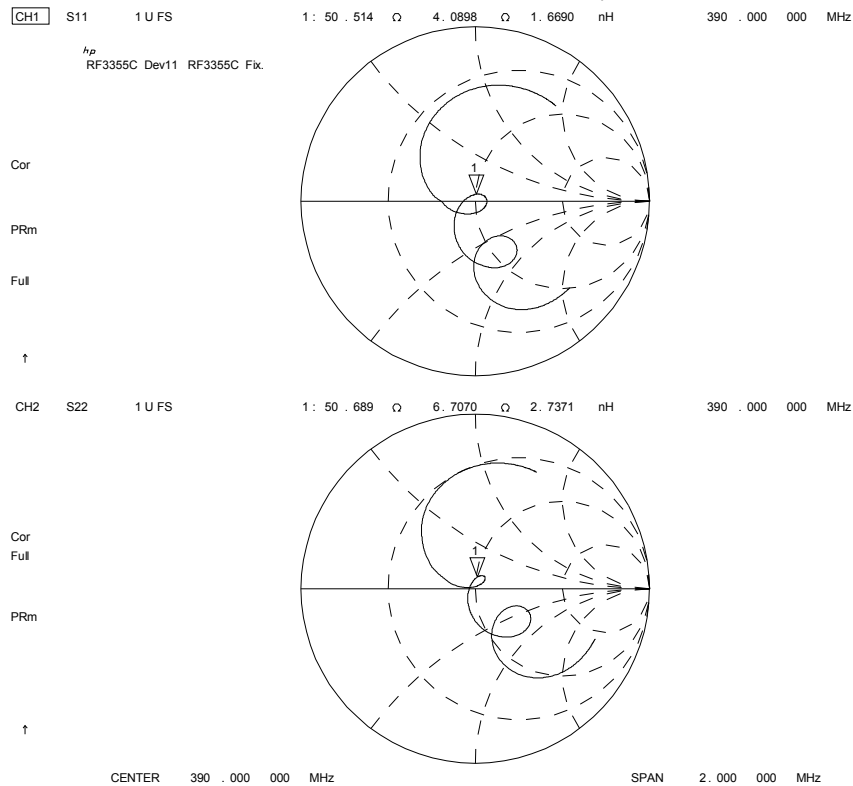 CH1 S11 1 U FS 1: 50 . 514 Ω 4. 0898 Ω 1. 6690 nH 390 . 000 000 MHz
hp
RF3355C Dev11 RF3355C Fix.
Cor
1
PRm
Full
↑
CH2 S22 1 U FS 1: 50 . 689 Ω 6. 7070 Ω 2. 7371 nH 390 . 000 000 MHz
Cor
Full
1
PRm
↑
CENTER 390 . 000 000 MHz SPAN 2. 000 000 MHz